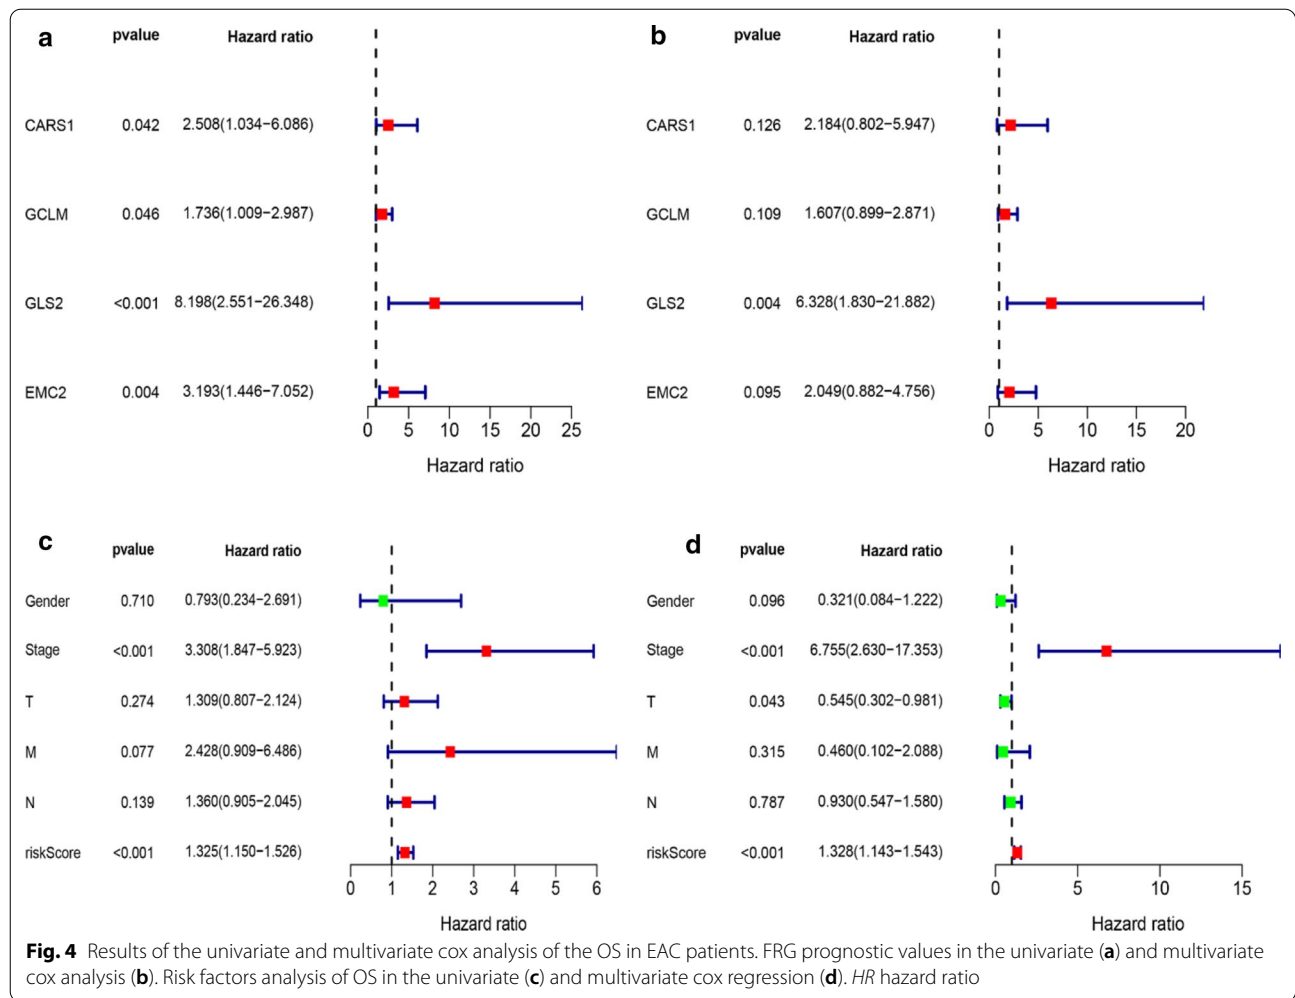 a pvalue Hazard ratio
CARS1 0.042 2.508(1.034−6.086)
GCLM 0.046 1.736(1.009−2.987)
GLS2 <0.001 8.198(2.551−26.348)
EMC2 0.004 3.193(1.446−7.052)
0 5 10 15 20 25
Hazard ratio
b pvalue Hazard ratio
CARS1 0.126 2.184(0.802−5.947)
GCLM 0.109 1.607(0.899−2.871)
GLS2 0.004 6.328(1.830−21.882)
EMC2 0.095 2.049(0.882−4.756)
0 5 10 15 20
Hazard ratio
c pvalue Hazard ratio
Gender 0.710 0.793(0.234−2.691)
Stage <0.001 3.308(1.847−5.923)
T 0.274 1.309(0.807−2.124)
M 0.077 2.428(0.909−6.486)
N 0.139 1.360(0.905−2.045)
riskScore <0.001 1.325(1.150−1.526)
0 1 2 3 4 5 6
Hazard ratio
d pvalue Hazard ratio
Gender 0.096 0.321(0.084−1.222)
Stage <0.001 6.755(2.630−17.353)
T 0.043 0.545(0.302−0.981)
M 0.315 0.460(0.102−2.088)
N 0.787 0.930(0.547−1.580)
riskScore <0.001 1.328(1.143−1.543)
0 5 10 15
Hazard ratio
Fig. 4 Results of the univariate and multivariate cox analysis of the OS in EAC patients. FRG prognostic values in the univariate (a) and multivariate
cox analysis (b). Risk factors analysis of OS in the univariate (c) and multivariate cox regression (d). HR hazard ratio